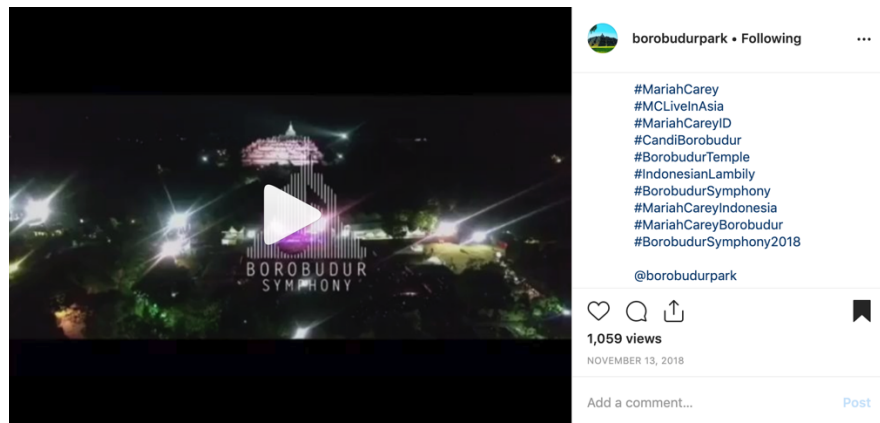 BOROBUDUR
SYMPHONY
borobudurpark • Following
#MariahCarey
#MCLiveInAsia
#MariahCareyID
#CandiBorobudur
#BorobudurTemple
#IndonesianLambily
#BorobudurSymphony
#MariahCareyIndonesia
#MariahCareyBorobudur
#BorobudurSymphony2018
@borobudurpark
1,059 views
NOVEMBER 13, 2018
Add a comment...
Post